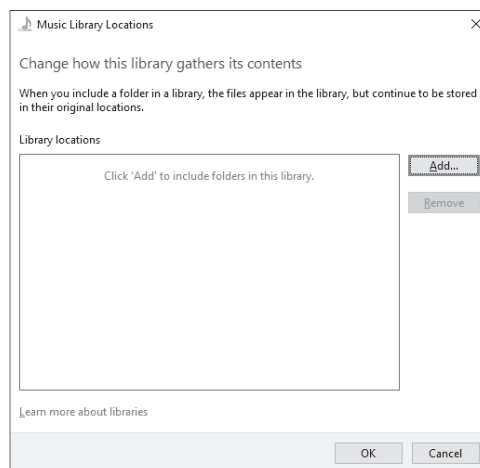 Music Library Locations
Change how this library gathers its contents
When you include a folder in a library, the files appear in the library, but continue to be stored
in their original locations.
Library locations
Click 'Add' to include folders in this library.
Add...
Remove
Learn more about libraries
OK
Cancel